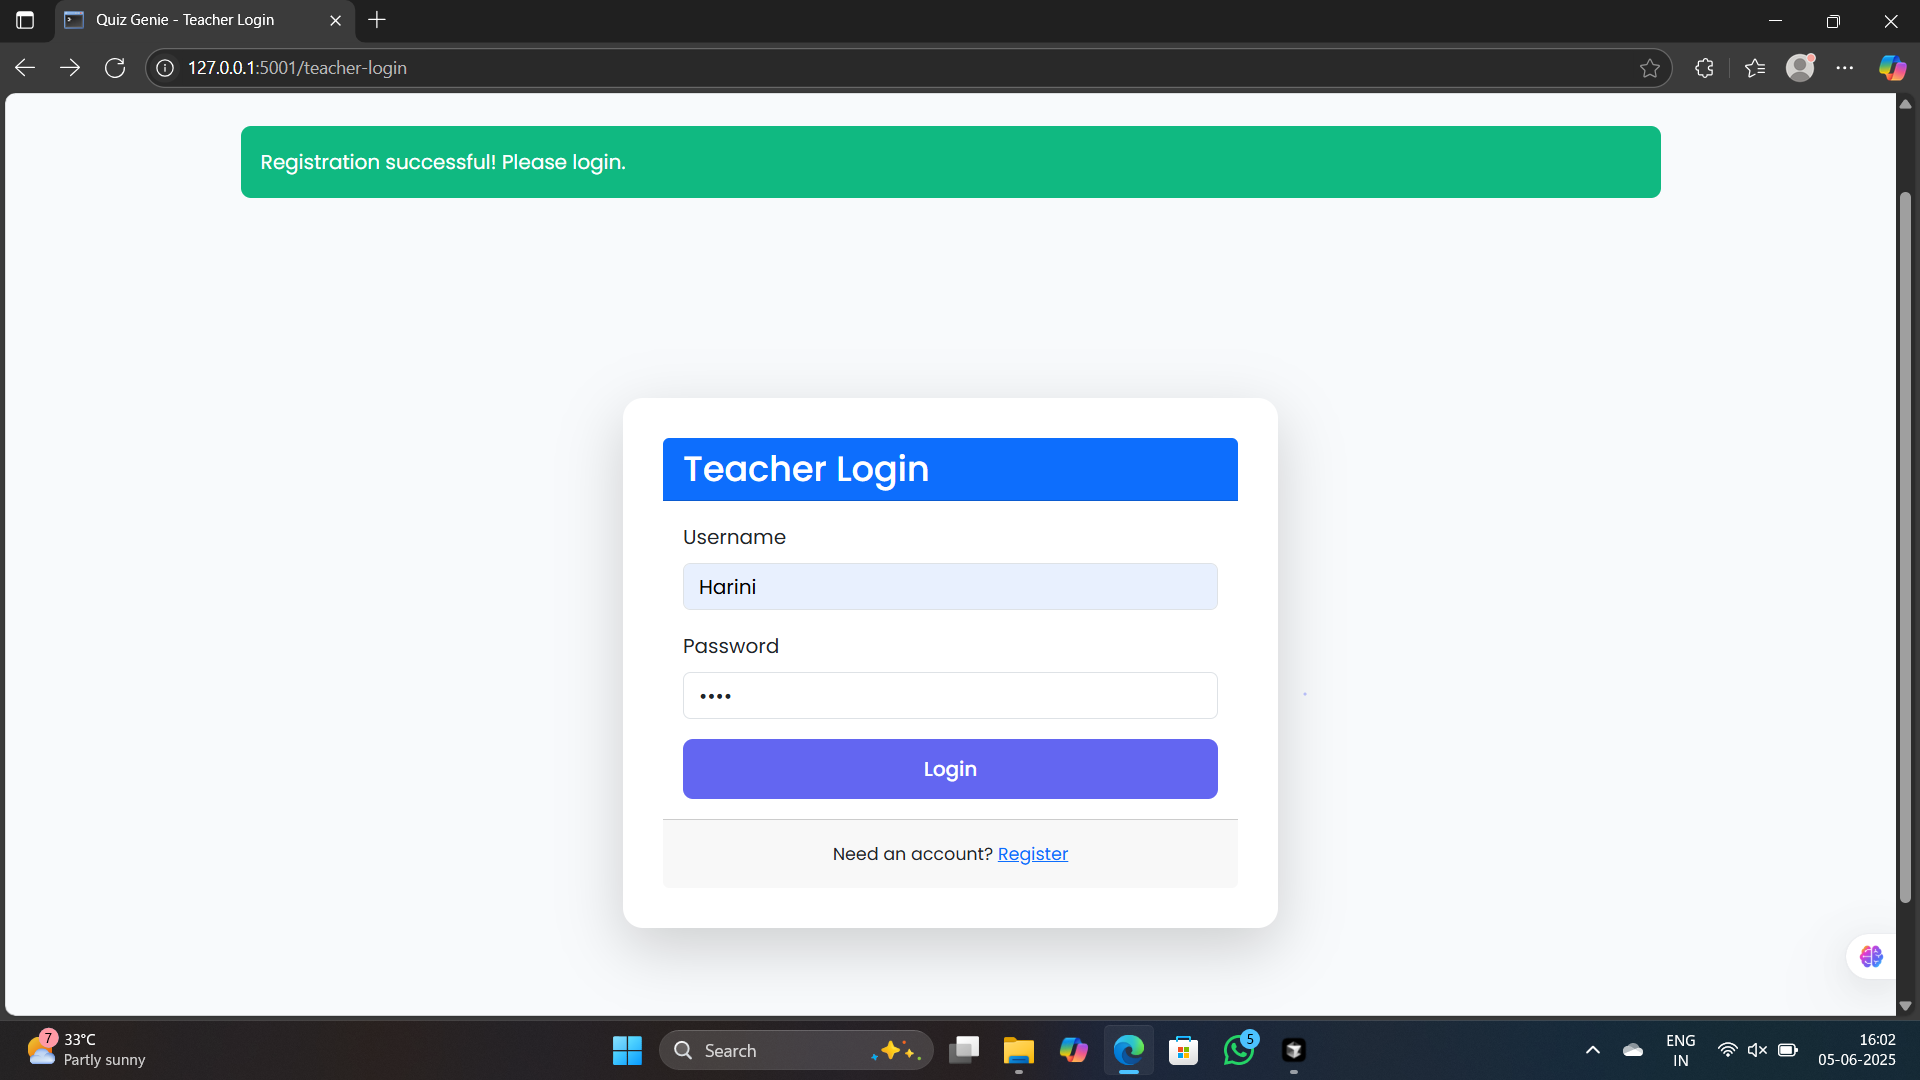 Quiz Genie - Teacher Login
127.0.0.1:5001/teacher-login
Registration successful! Please login.
Teacher Login
Username
Harini
Password
••••
Login
Need an account? Register
7
33°C
Partly sunny
Search
5
ENG
IN
16:02
05-06-2025